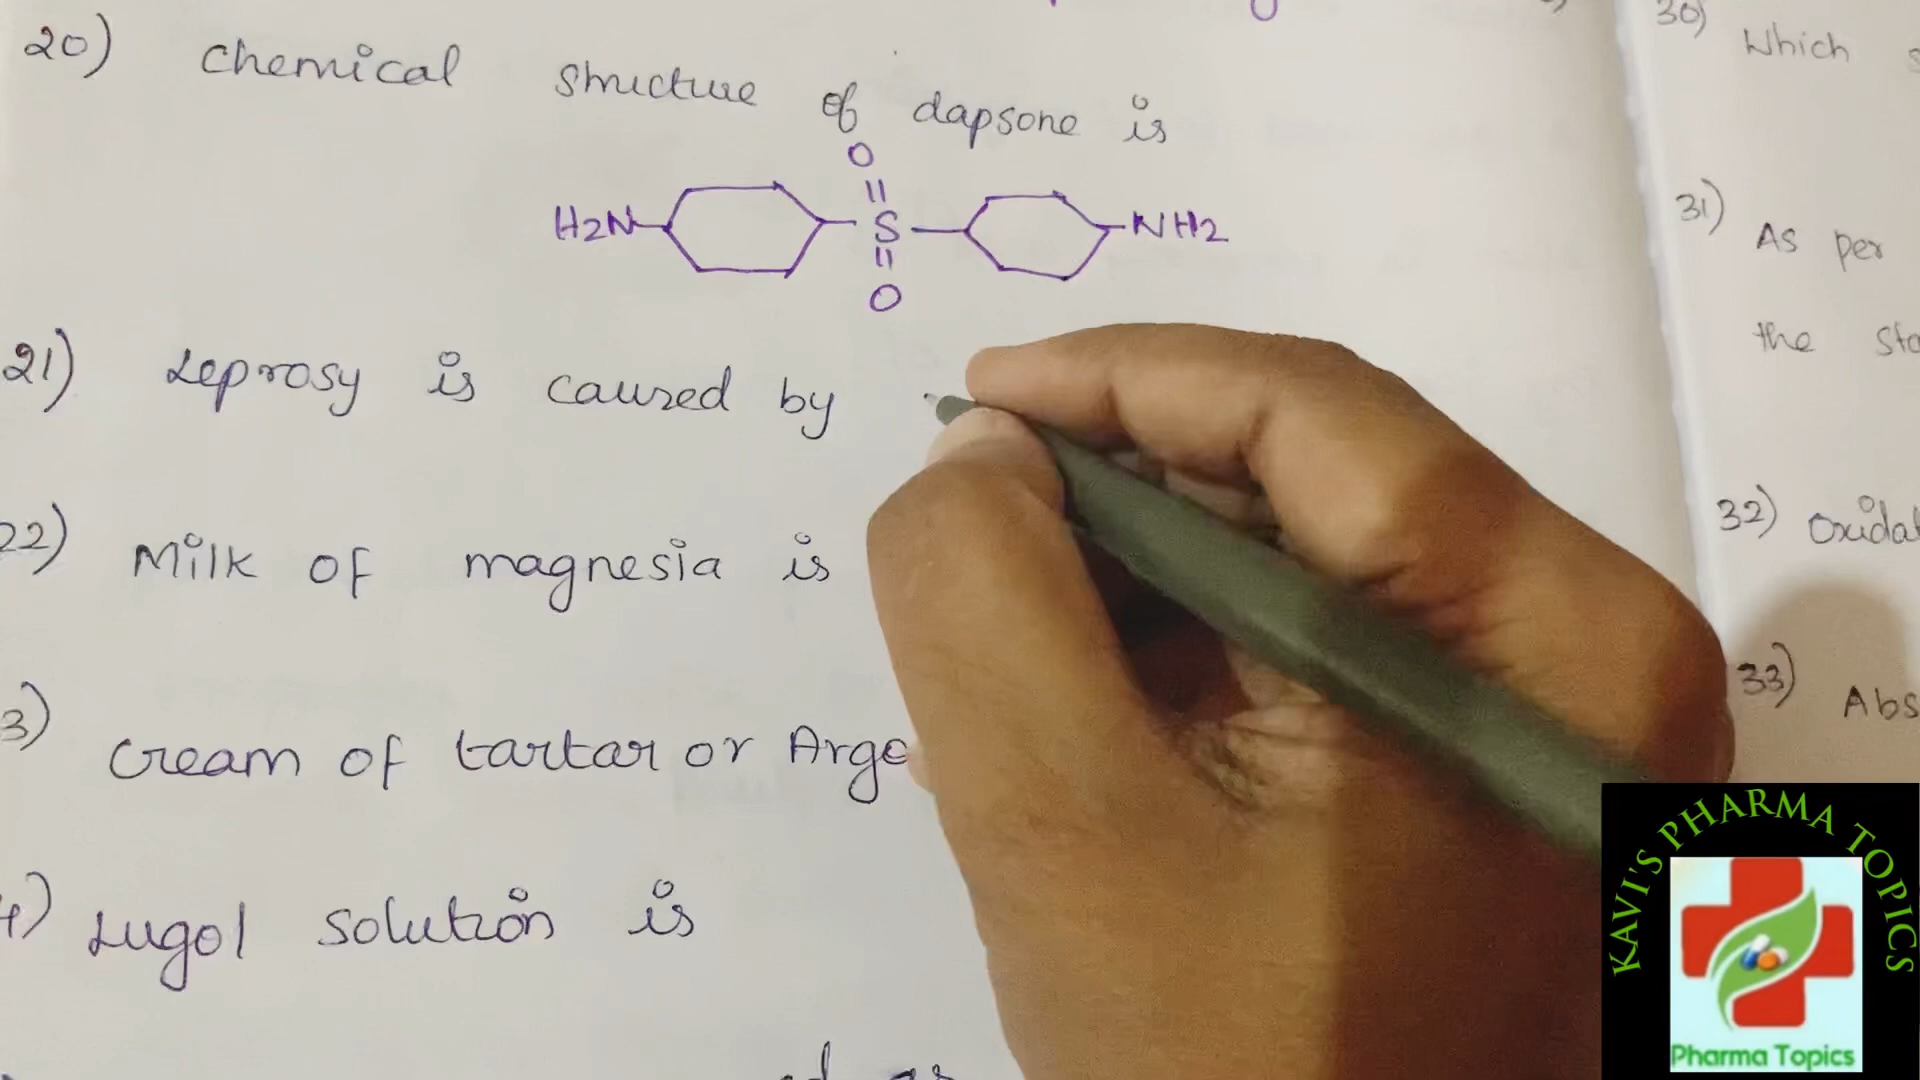 20) Chemical structure of dapsone is
O
||
H2N S NH2
||
O
21) Leprosy is caused by
22) Milk of magnesia is
3) Cream of tartar or Argo
4) Lugol solution is
30)
Which
31)
As per
the
32) Oxidat
33) Abs
KAVI'S PHARMA TOPICS
Pharma Topics